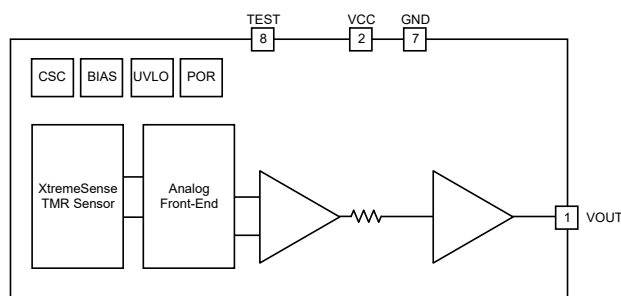 TEST VCC GND
8 2 7
CSC BIAS UVLO POR
XtremeSense
TMR Sensor
Analog
Front-End
1 VOUT